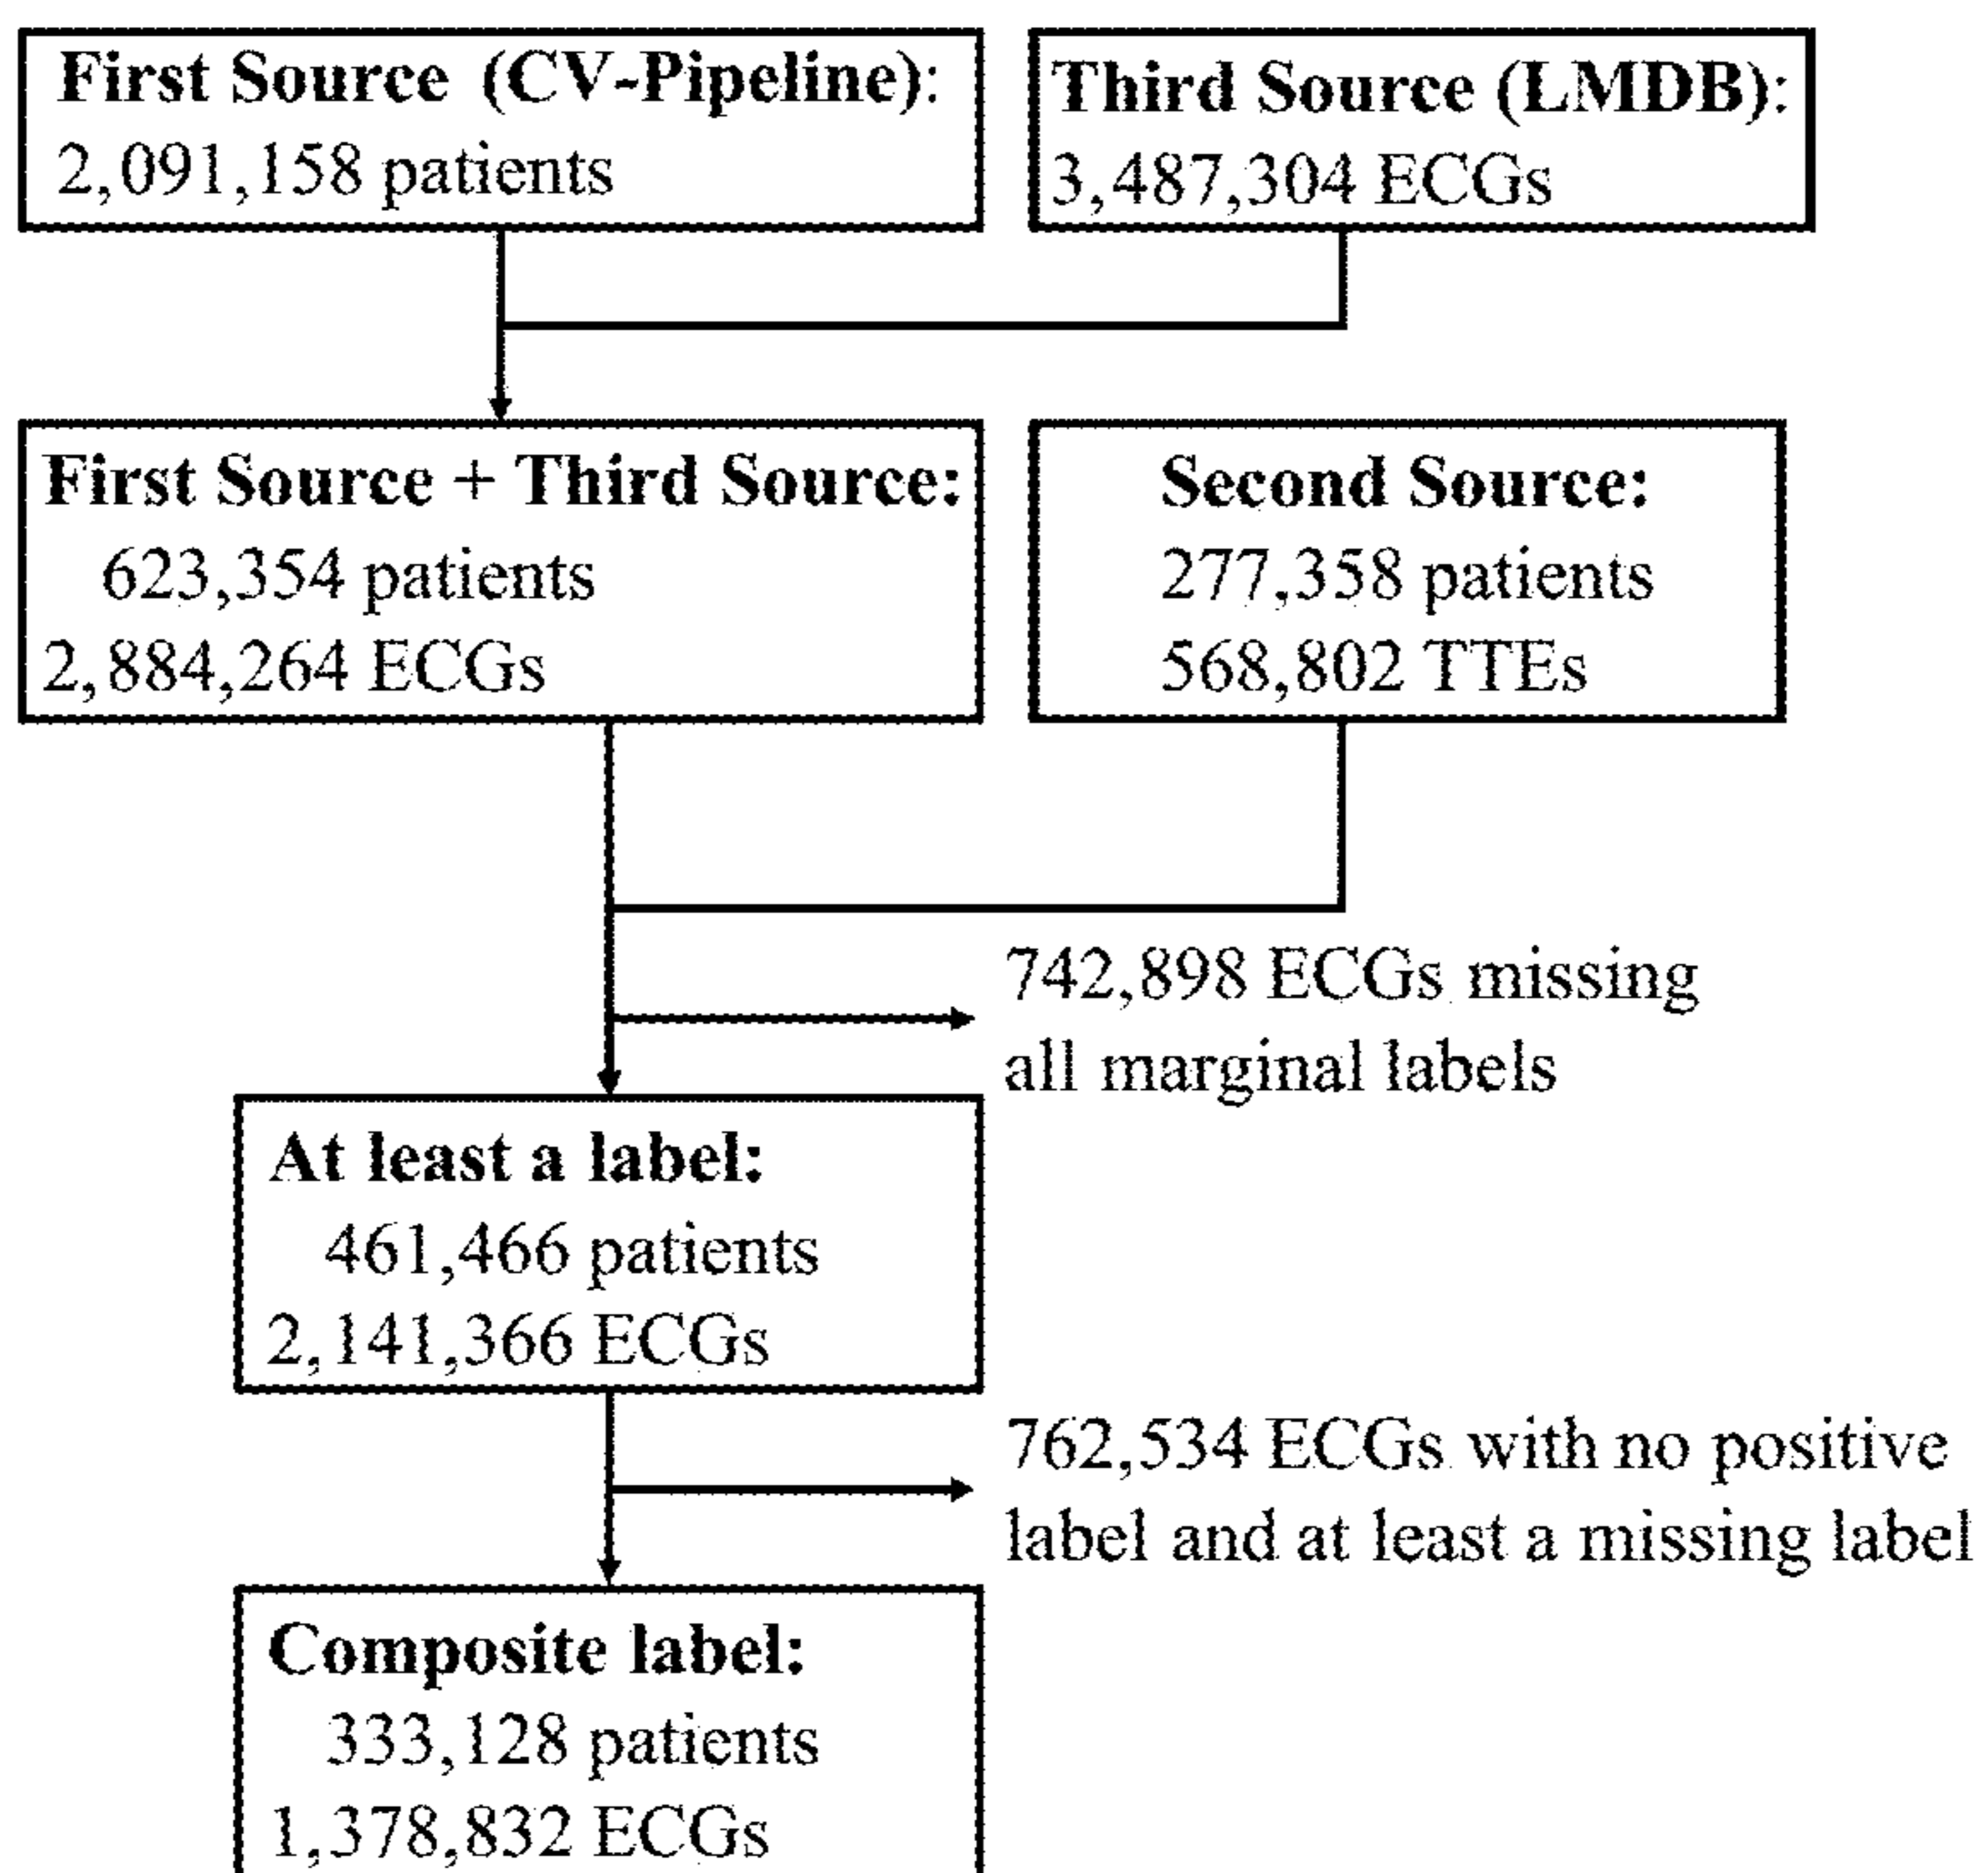 First Source (CV-Pipeline):
2,091,158 patients
Third Source (LMDB):
3,487,304 ECGs
First Source + Third Source:
623,354 patients
2,884,264 ECGs
Second Source:
277,358 patients
568,802 TTEs
742,898 ECGs missing
all marginal labels
At least a label:
461,466 patients
2,141,366 ECGs
762,534 ECGs with no positive
label and at least a missing label
Composite label:
333,128 patients
1,378,832 ECGs